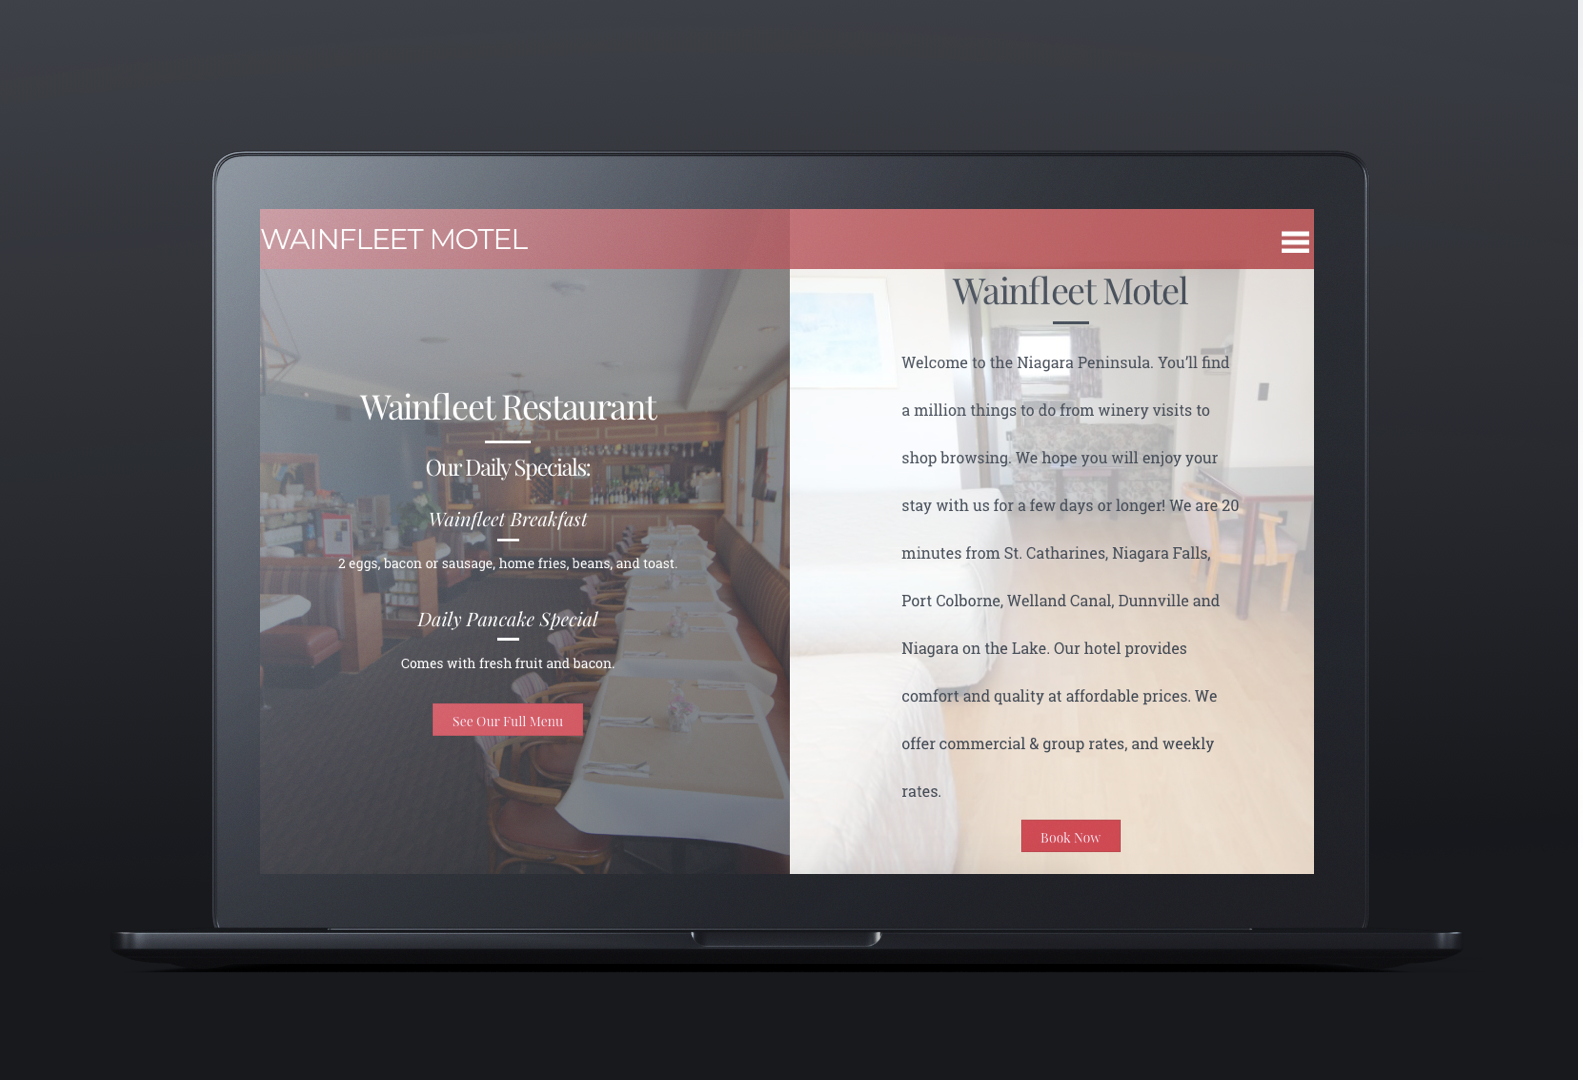 WAINFLEET MOTEL
Wainfleet Restaurant
Our Daily Specials:
Wainfleet Breakfast
2 eggs, bacon or sausage, home fries, beans, and toast.
Daily Pancake Special
Comes with fresh fruit and bacon.
See Our Full Menu
Wainfleet Motel
Welcome to the Niagara Peninsula. You'll find
a million things to do from winery visits to
shop browsing. We hope you will enjoy your
stay with us for a few days or longer! We are 20
minutes from St. Catharines, Niagara Falls,
Port Colborne, Welland Canal, Dunnville and
Niagara on the Lake. Our hotel provides
comfort and quality at affordable prices. We
offer commercial & group rates, and weekly
rates.
Book Now